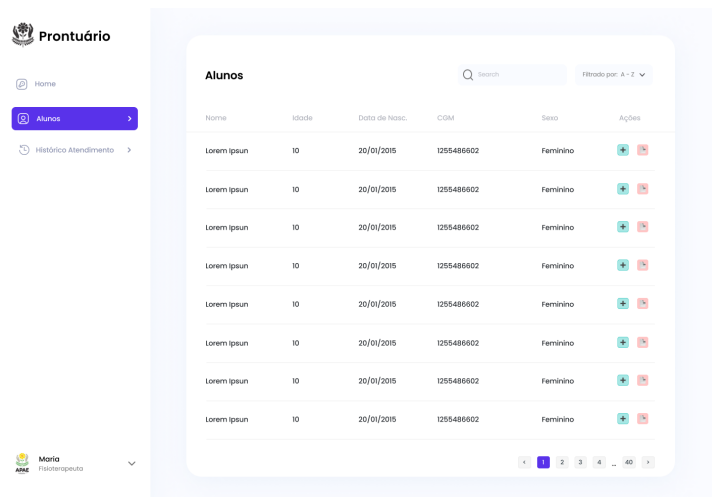 Prontuário
Home
Alunos
Histórico Atendimento
Maria
Fisioterapeuta
APAE
Alunos
Search
Filtrado por: A - Z
Nome Idade Data de Nasc. CGM Sexo Ações
Lorem Ipsun 10 20/01/2015 1255486602 Feminino +
Lorem Ipsun 10 20/01/2015 1255486602 Feminino +
Lorem Ipsun 10 20/01/2015 1255486602 Feminino +
Lorem Ipsun 10 20/01/2015 1255486602 Feminino +
Lorem Ipsun 10 20/01/2015 1255486602 Feminino +
Lorem Ipsun 10 20/01/2015 1255486602 Feminino +
Lorem Ipsun 10 20/01/2015 1255486602 Feminino +
Lorem Ipsun 10 20/01/2015 1255486602 Feminino +
< 1 2 3 4 ... 40 >